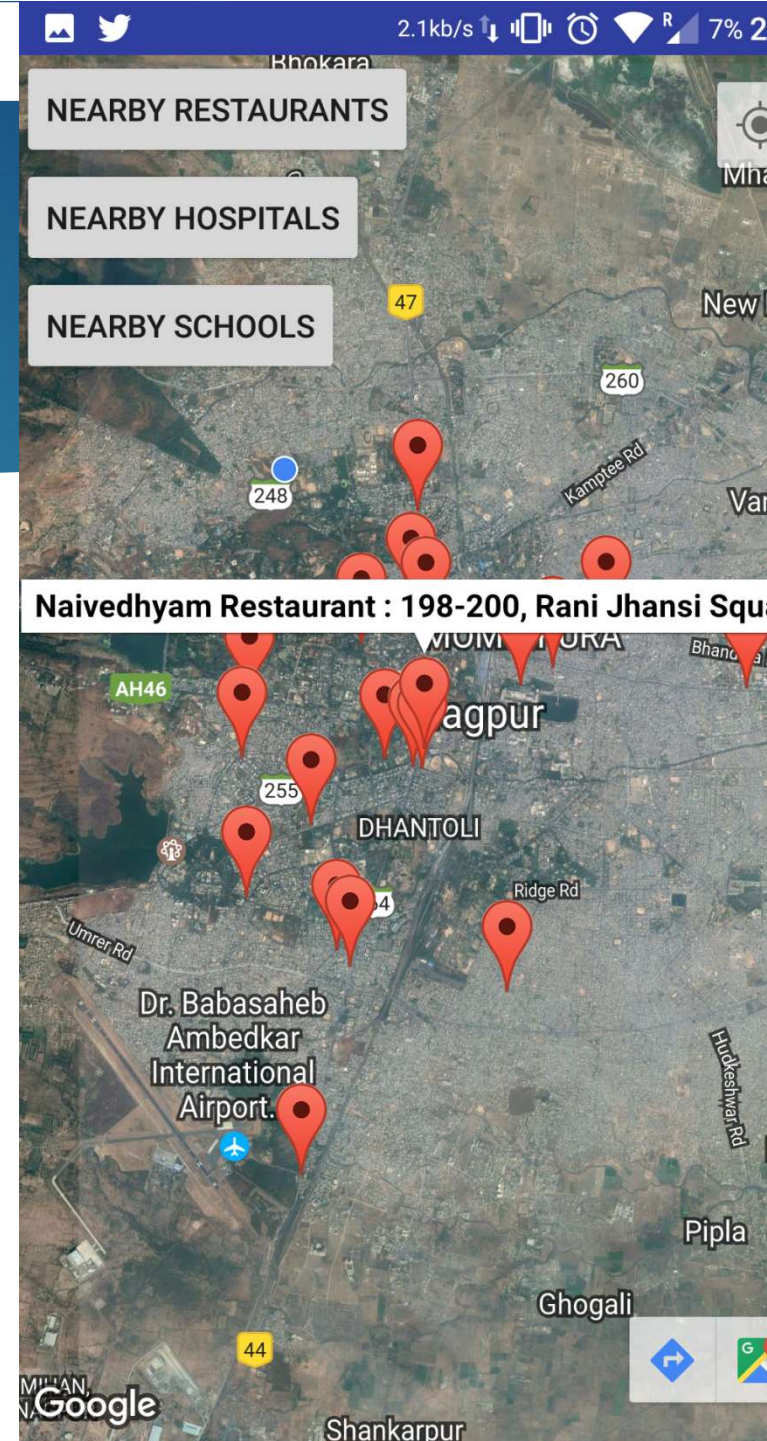 2.1kb/s R 7% 2
Bhokara
NEARBY RESTAURANTS
Mha
NEARBY HOSPITALS
47
New
NEARBY SCHOOLS
260
Kamptee Rd
248
Var
Naivedhyam Restaurant : 198-200, Rani Jhansi Squa
AH46
agpur
255
DHANTOLI
Ridge Rd
Umrer Rd
Dr. Babasaheb
Ambedkar
International
Airport.
Hudkeshwar Rd
Pipla
Ghogali
44
G
Google
Shankarpur